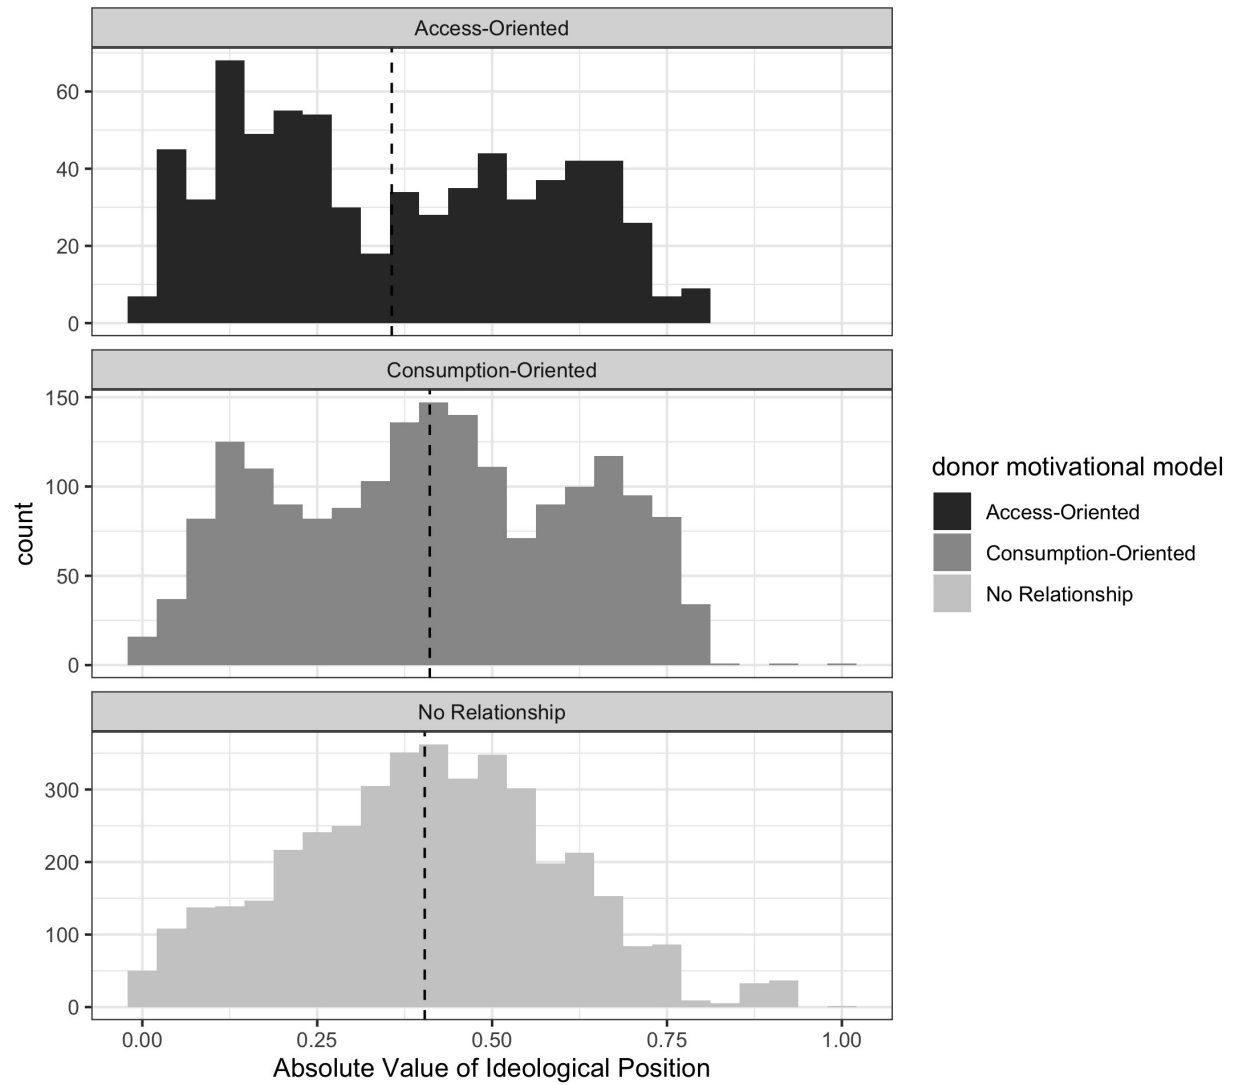 Access-Oriented
60
40
20
0
Consumption-Oriented
150
100
50
0
No Relationship
300
200
100
0
0.00 0.25 0.50 0.75 1.00
Absolute Value of Ideological Position
count
donor motivational model
Access-Oriented
Consumption-Oriented
No Relationship